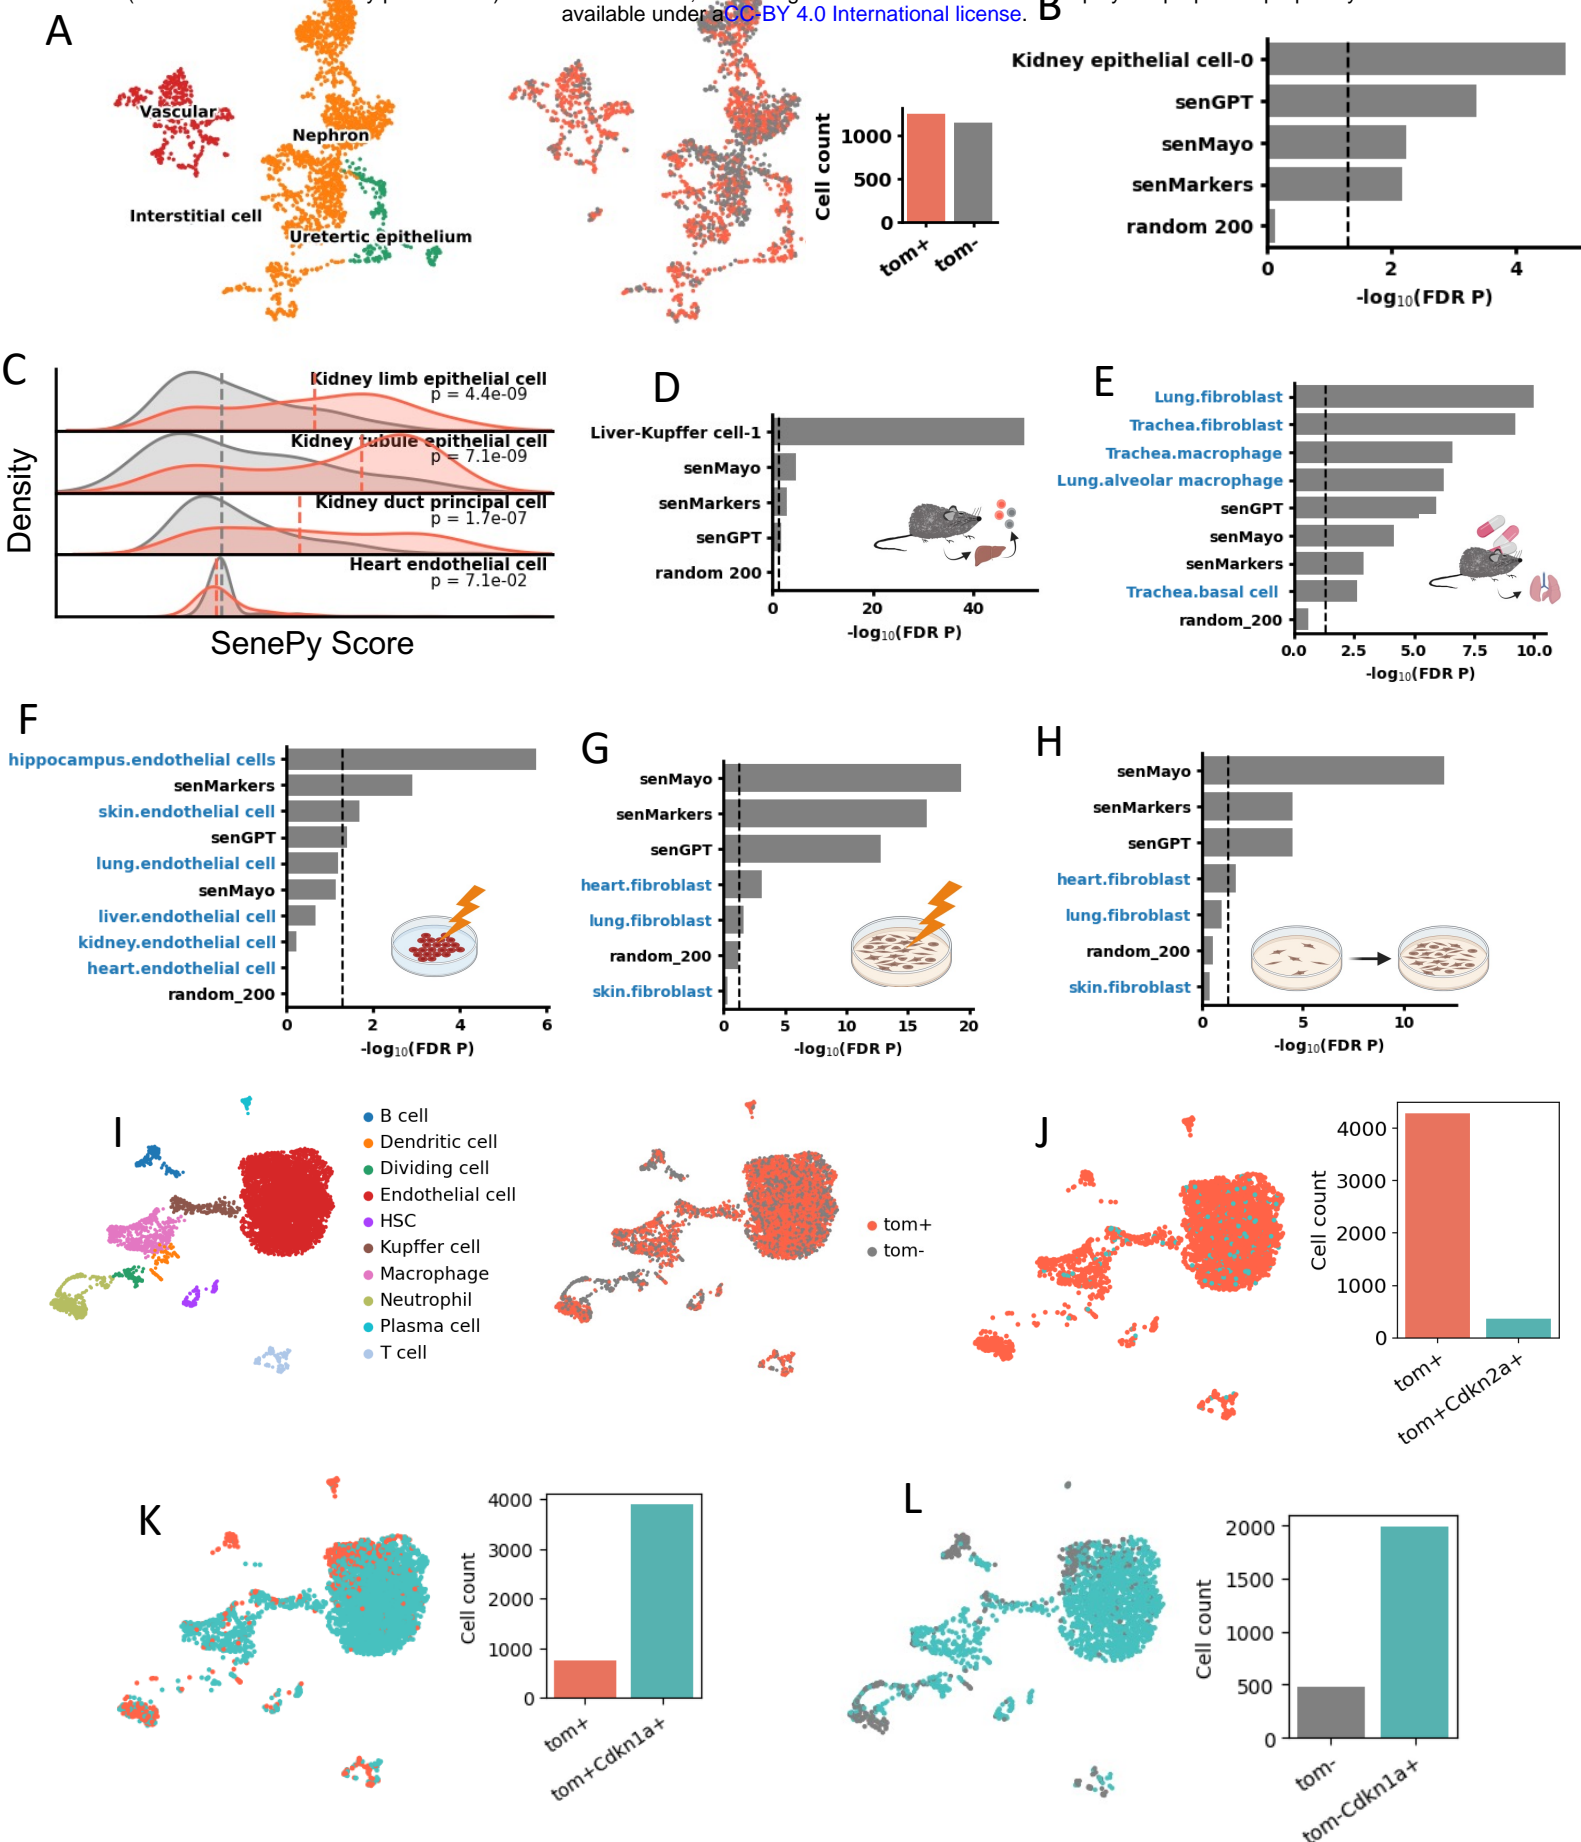 available under aCC-BY 4.0 International license.
A
Vascular
Nephron
Interstitial cell
Uretertic epithelium
Cell count
1000
500
0
tom+
tom-
B
Kidney epithelial cell-0
senGPT
senMayo
senMarkers
random 200
0 2 4
-log10(FDR P)
C
Density
Kidney limb epithelial cell
p = 4.4e-09
Kidney tubule epithelial cell
p = 7.1e-09
Kidney duct principal cell
p = 1.7e-07
Heart endothelial cell
p = 7.1e-02
SenePy Score
D
Liver-Kupffer cell-1
senMayo
senMarkers
senGPT
random 200
0 20 40
-log10(FDR P)
E
Lung.fibroblast
Trachea.fibroblast
Trachea.macrophage
Lung.alveolar macrophage
senGPT
senMayo
senMarkers
Trachea.basal cell
random_200
0.0 2.5 5.0 7.5 10.0
-log10(FDR P)
F
hippocampus.endothelial cells
senMarkers
skin.endothelial cell
senGPT
lung.endothelial cell
senMayo
liver.endothelial cell
kidney.endothelial cell
heart.endothelial cell
random_200
0 2 4 6
-log10(FDR P)
G
senMayo
senMarkers
senGPT
heart.fibroblast
lung.fibroblast
random_200
skin.fibroblast
0 5 10 15 20
-log10(FDR P)
H
senMayo
senMarkers
senGPT
heart.fibroblast
lung.fibroblast
random_200
skin.fibroblast
0 5 10
-log10(FDR P)
I
B cell
Dendritic cell
Dividing cell
Endothelial cell
HSC
Kupffer cell
Macrophage
Neutrophil
Plasma cell
T cell
tom+
tom-
J
Cell count
4000
3000
2000
1000
0
tom+
tom+Cdkn2a+
K
Cell count
4000
3000
2000
1000
0
tom+
tom+Cdkn1a+
L
Cell count
2000
1500
1000
500
0
tom-
tom-Cdkn1a+